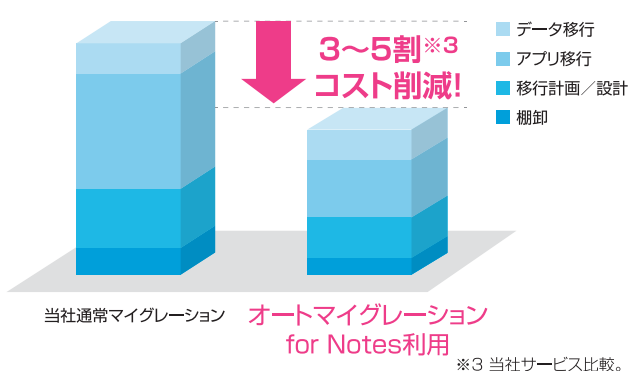 3〜5割※3
コスト削減!
データ移行
アプリ移行
移行計画／設計
棚卸
当社通常マイグレーション
オートマイグレーション
for Notes利用
※3 当社サービス比較。